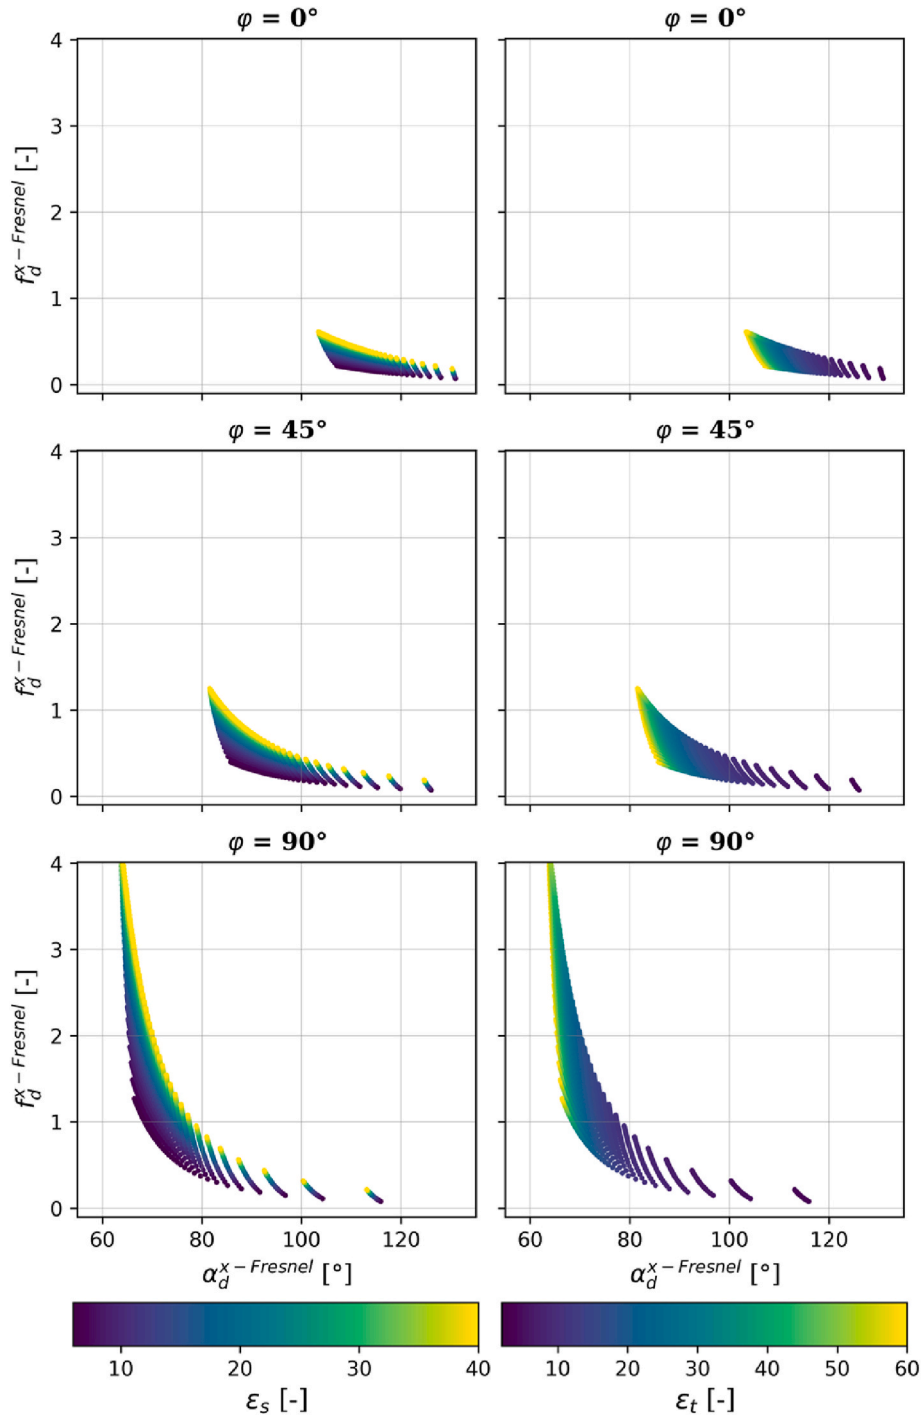 φ = 0° φ = 0°
4
3
2
1
0
f_d^{x-Fresnel} [-]
φ = 45° φ = 45°
4
3
2
1
0
f_d^{x-Fresnel} [-]
φ = 90° φ = 90°
4
3
2
1
0
f_d^{x-Fresnel} [-]
60 80 100 120 60 80 100 120
α_d^{x-Fresnel} [°] α_d^{x-Fresnel} [°]
10 20 30 40 10 20 30 40 50 60
ε_s [-] ε_t [-]